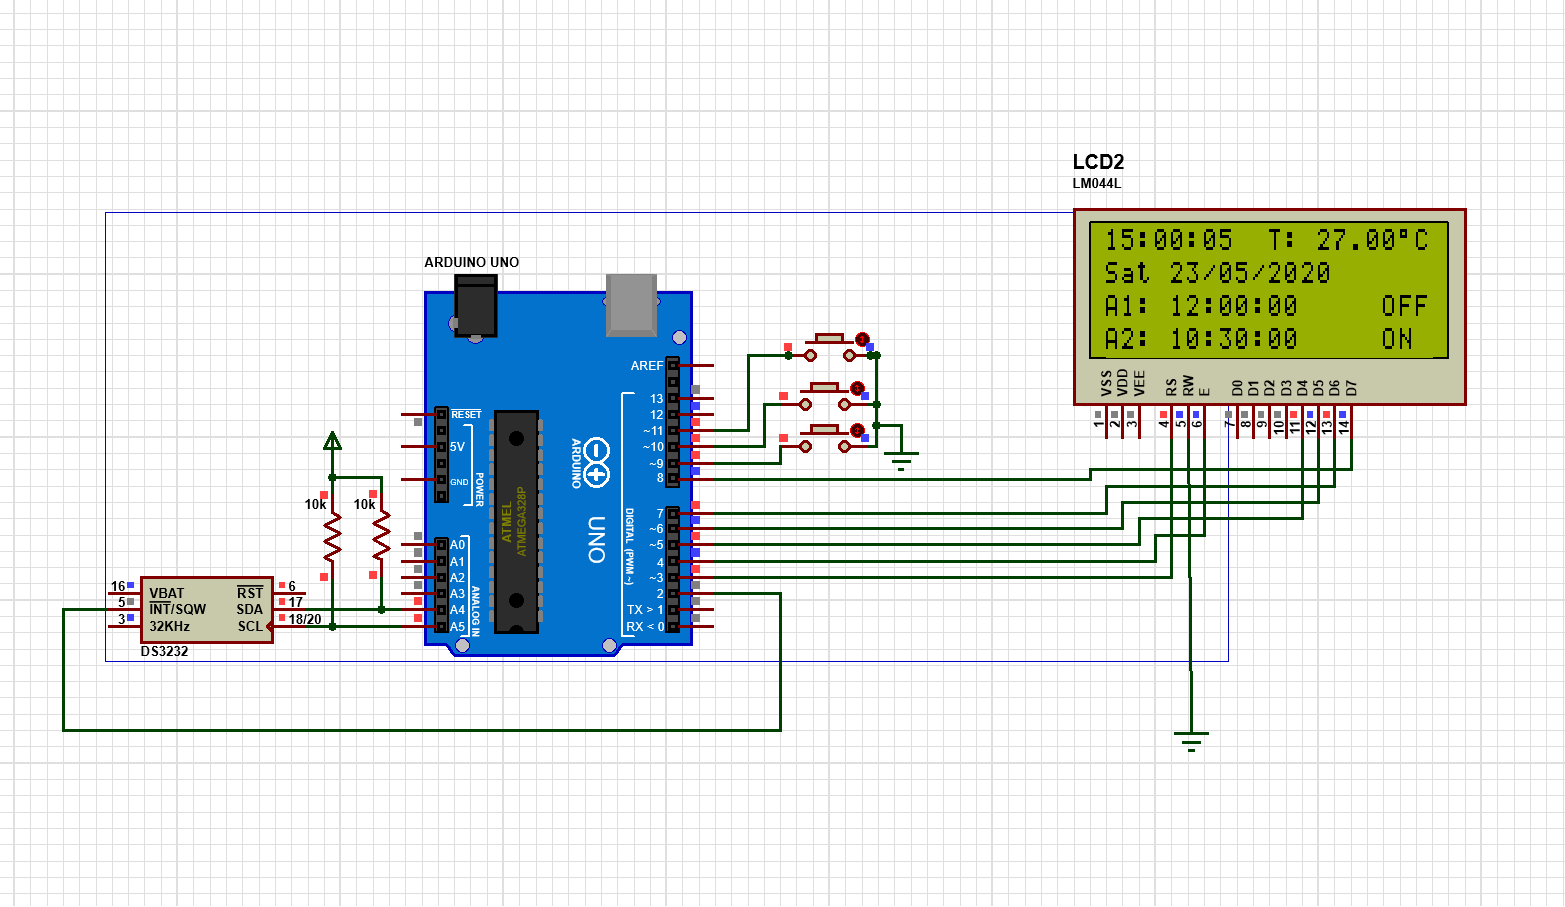 LCD2
LM044L
15:00:05  T: 27.00°C
Sat 23/05/2020
A1: 12:00:00 OFF
A2: 10:30:00 ON
VSS VDD VEE RS RW E D0 D1 D2 D3 D4 D5 D6 D7
1 2 3 4 5 6 7 8 9 10 11 12 13 14
ARDUINO UNO
AREF
13
12
~11
~10
~9
8
7
~6
~5
4
~3
2
TX > 1
RX < 0
DIGITAL (PWM ~)
RESET
5V
GND
POWER
A0
A1
A2
A3
A4
A5
ANALOG IN
ATMEL
ATMEGA328P
ARDUINO
UNO
10k
10k
16 VBAT
5 INT/SQW
3 32KHz
RST 6
SDA 17
SCL 18/20
DS3232